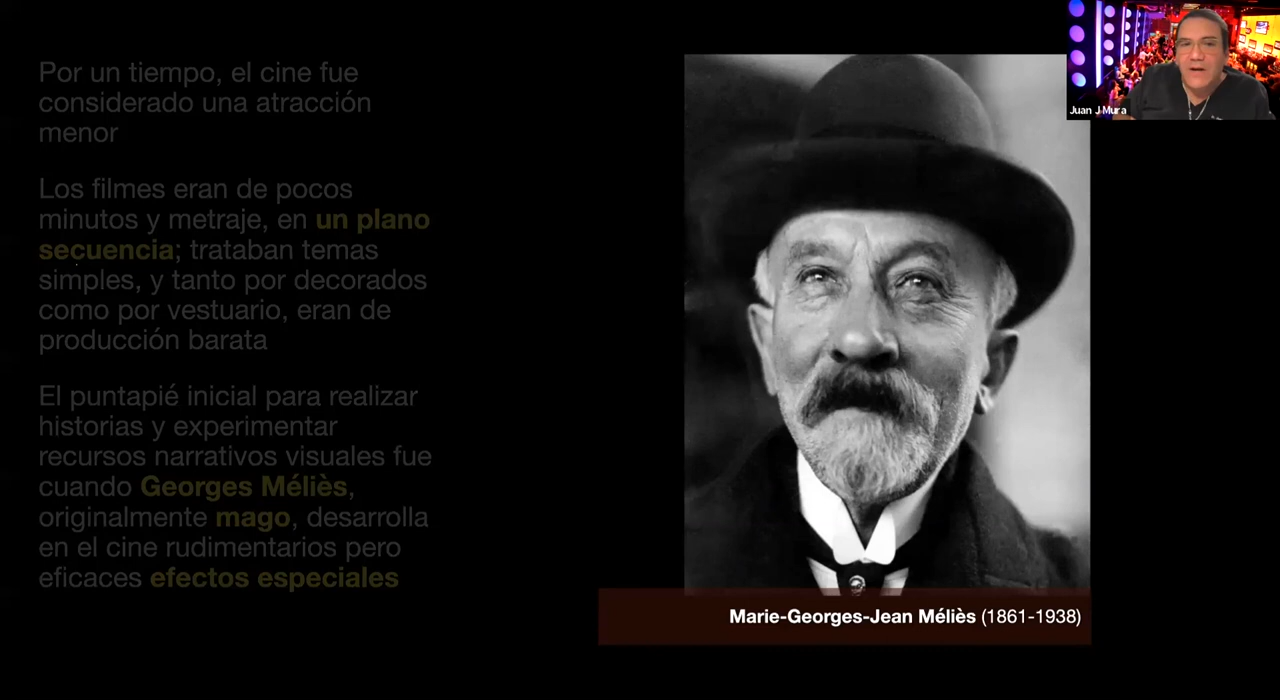 Por un tiempo, el cine fue
considerado una atracción
menor
Los filmes eran de pocos
minutos y metraje, en un plano
secuencia; trataban temas
simples, y tanto por decorados
como por vestuario, eran de
producción barata
El puntapié inicial para realizar
historias y experimentar
recursos narrativos visuales fue
cuando Georges Méliès,
originalmente mago, desarrolla
en el cine rudimentarios pero
eficaces efectos especiales
Marie-Georges-Jean Méliès (1861-1938)
Juan J Mura